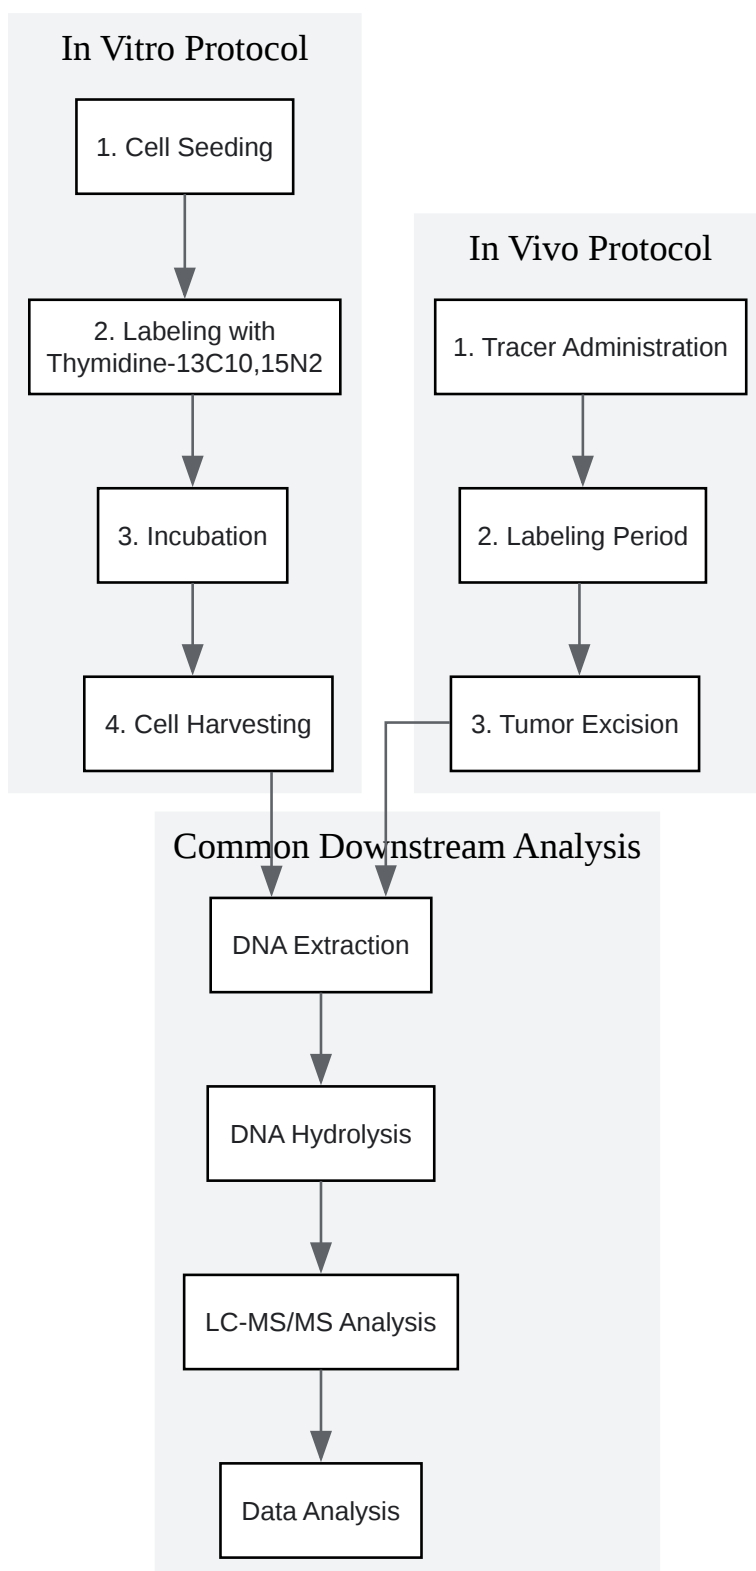 In Vitro Protocol
1. Cell Seeding
2. Labeling with
Thymidine-13C10,15N2
3. Incubation
4. Cell Harvesting
In Vivo Protocol
1. Tracer Administration
2. Labeling Period
3. Tumor Excision
Common Downstream Analysis
DNA Extraction
DNA Hydrolysis
LC-MS/MS Analysis
Data Analysis